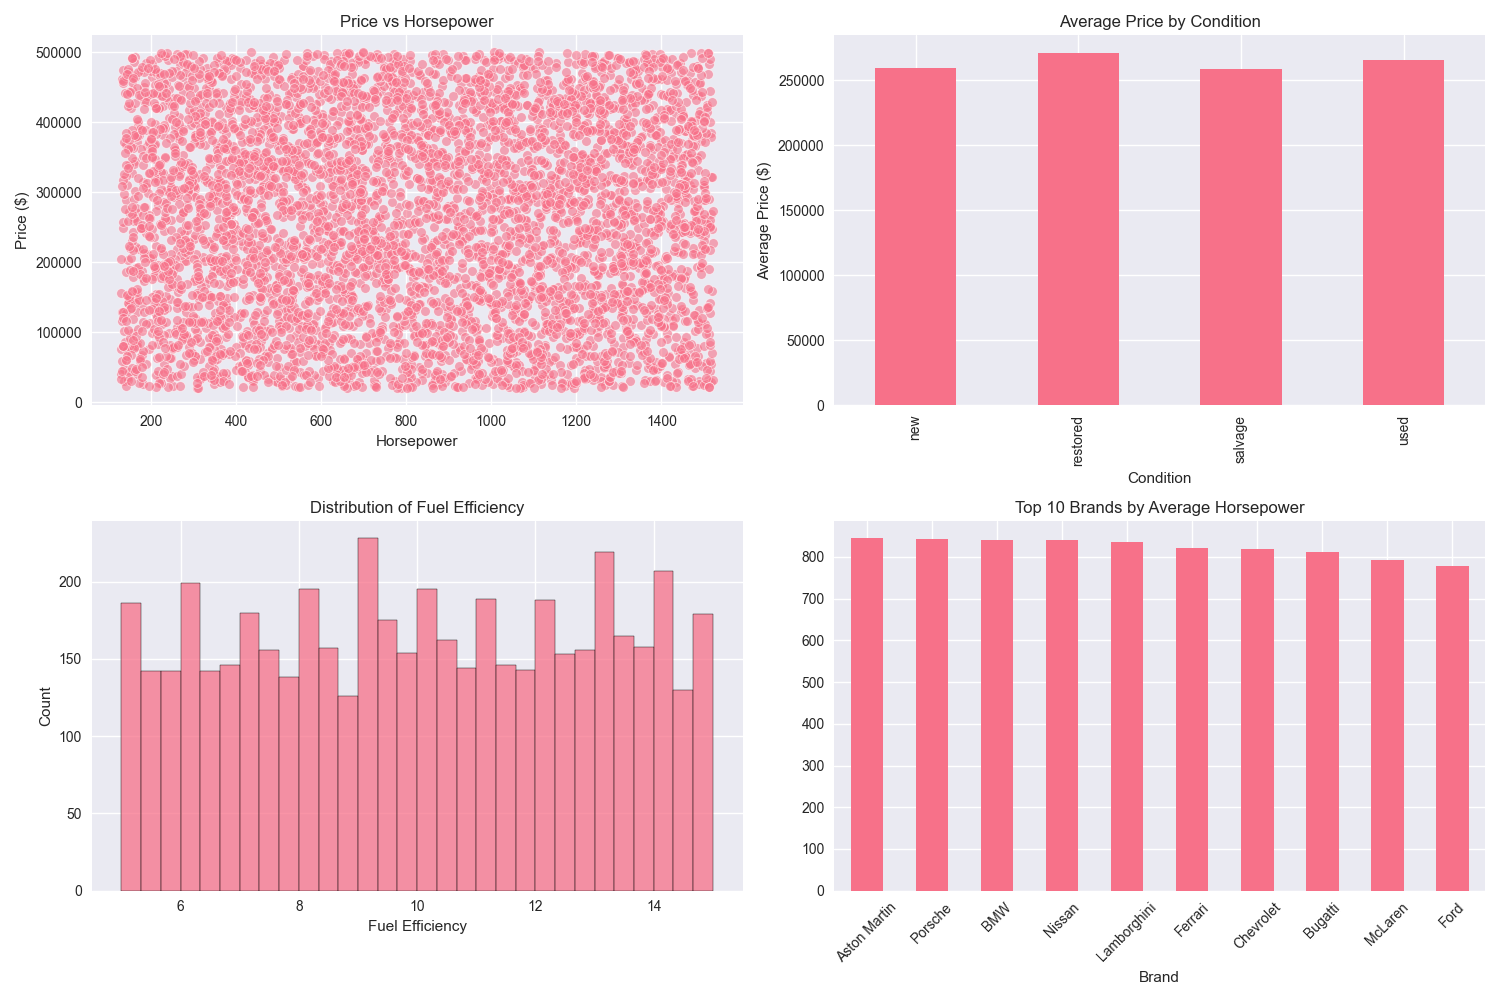 Price vs Horsepower
500000
400000
300000
200000
100000
0
Price ($)
200 400 600 800 1000 1200 1400
Horsepower
Average Price by Condition
250000
200000
150000
100000
50000
0
Average Price ($)
new restored salvage used
Condition
Distribution of Fuel Efficiency
200
150
100
50
0
Count
6 8 10 12 14
Fuel Efficiency
Top 10 Brands by Average Horsepower
800
700
600
500
400
300
200
100
0
Aston Martin Porsche BMW Nissan Lamborghini Ferrari Chevrolet Bugatti McLaren Ford
Brand